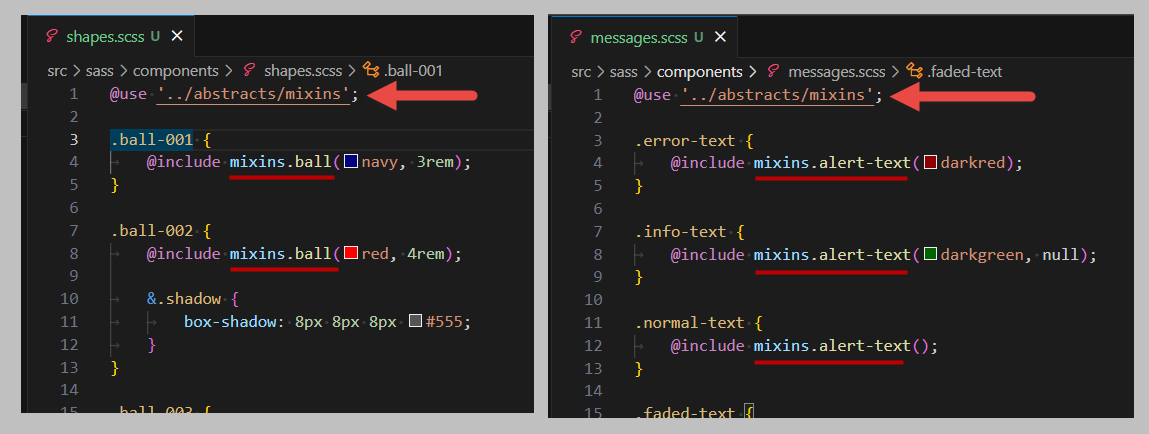 shapes.scss U ×
src > sass > components > shapes.scss > .ball-001
1 @use '../abstracts/mixins';
2
3 .ball-001 {
4 @include mixins.ball(navy, 3rem);
5 }
6
7 .ball-002 {
8 @include mixins.ball(red, 4rem);
9
10 &.shadow {
11 box-shadow: 8px 8px 8px #555;
12 }
13 }
14
15 .ball-003 {
messages.scss U ×
src > sass > components > messages.scss > .faded-text
1 @use '../abstracts/mixins';
2
3 .error-text {
4 @include mixins.alert-text(darkred);
5 }
6
7 .info-text {
8 @include mixins.alert-text(darkgreen, null);
9 }
10
11 .normal-text {
12 @include mixins.alert-text();
13 }
14
15 .faded-text {